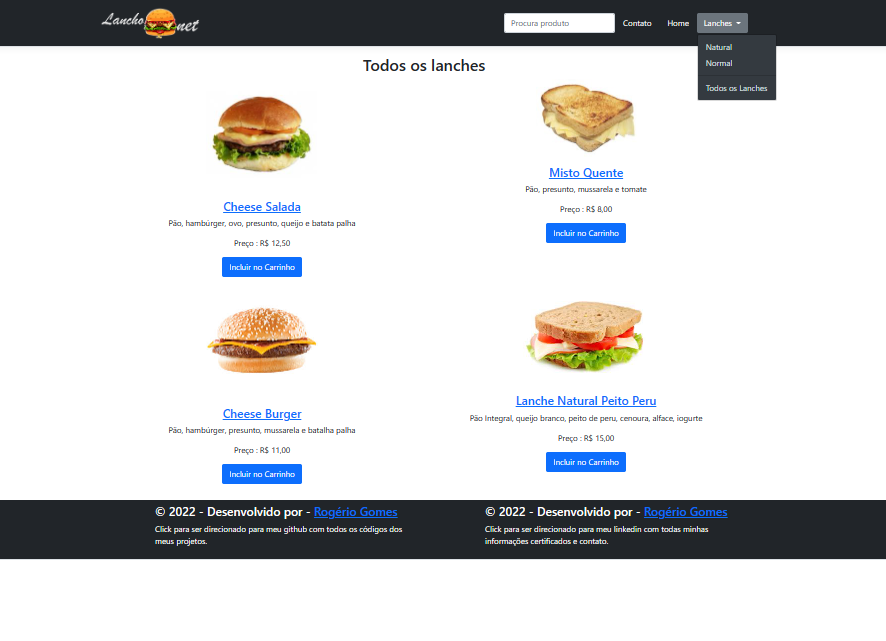 Lancho net
Procura produto
Contato
Home
Lanches
Natural
Normal
Todos os Lanches
Todos os lanches
Cheese Salada
Pão, hambúrger, ovo, presunto, queijo e batata palha
Preço : R$ 12,50
Incluir no Carrinho
Misto Quente
Pão, presunto, mussarela e tomate
Preço : R$ 8,00
Incluir no Carrinho
Cheese Burger
Pão, hambúrger, presunto, mussarela e batalha palha
Preço : R$ 11,00
Incluir no Carrinho
Lanche Natural Peito Peru
Pão Integral, queijo branco, peito de peru, cenoura, alface, iogurte
Preço : R$ 15,00
Incluir no Carrinho
© 2022 - Desenvolvido por - Rogério Gomes
Click para ser direcionado para meu github com todos os códigos dos
meus projetos.
© 2022 - Desenvolvido por - Rogério Gomes
Click para ser direcionado para meu linkedin com todas minhas
informações certificados e contato.